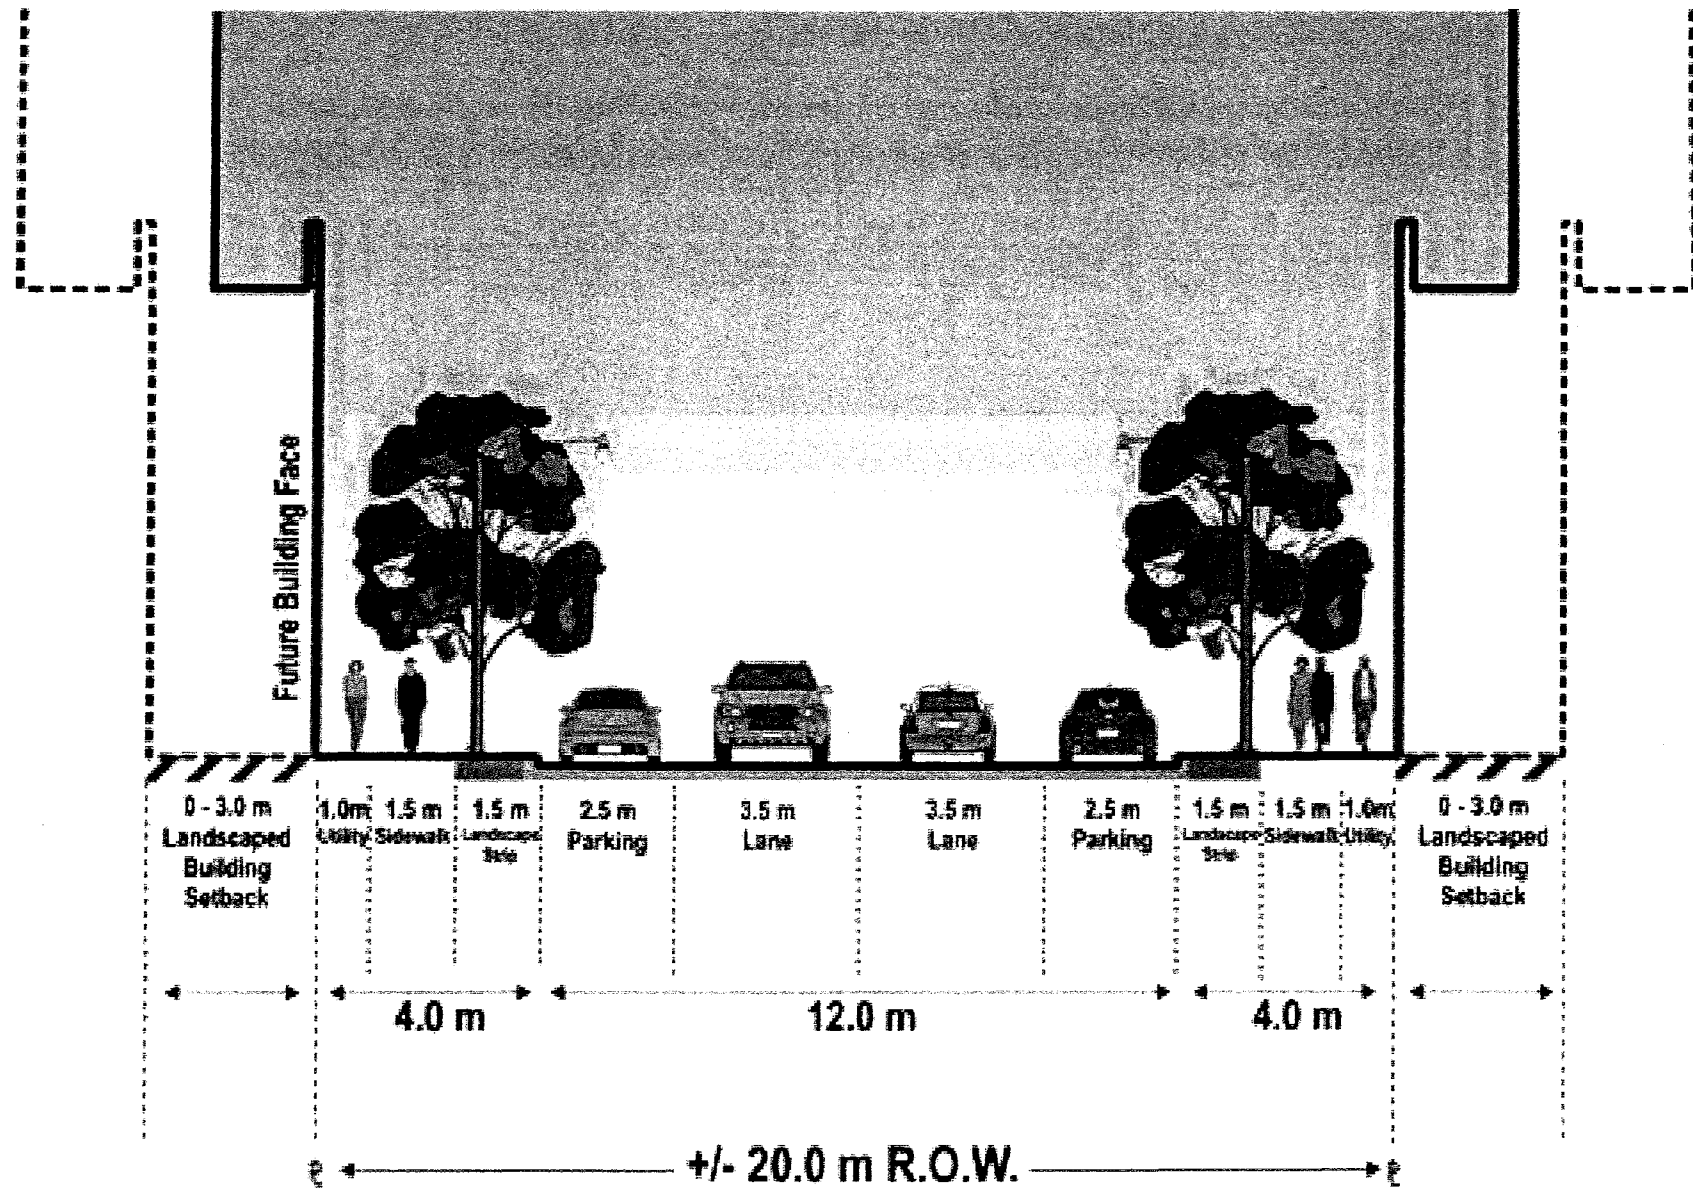 Future Building Face
0 - 3.0 m
Landscaped
Building
Setback
1.0m
Utility
1.5 m
Sidewalk
1.5 m
Landscape
Strip
2.5 m
Parking
3.5 m
Lane
3.5 m
Lane
2.5 m
Parking
1.5 m
Landscape
Strip
1.5 m
Sidewalk
1.0m
Utility
0 - 3.0 m
Landscaped
Building
Setback
4.0 m
12.0 m
4.0 m
+/- 20.0 m R.O.W.